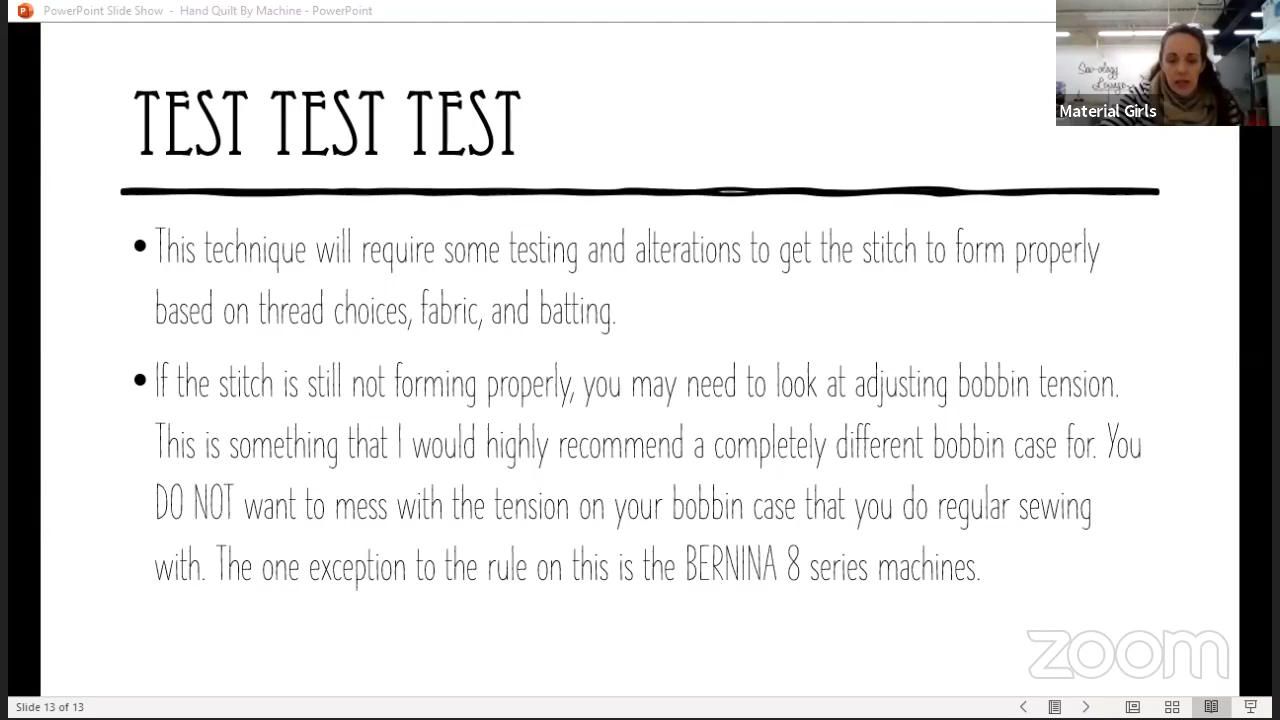 PowerPoint Slide Show - Hand Quilt By Machine - PowerPoint
TEST TEST TEST
Sew-ology
Lounge
Material Girls
• This technique will require some testing and alterations to get the stitch to form properly
based on thread choices, fabric, and batting.
• If the stitch is still not forming properly, you may need to look at adjusting bobbin tension.
This is something that I would highly recommend a completely different bobbin case for. You
DO NOT want to mess with the tension on your bobbin case that you do regular sewing
with. The one exception to the rule on this is the BERNINA 8 series machines.
zoom
Slide 13 of 13